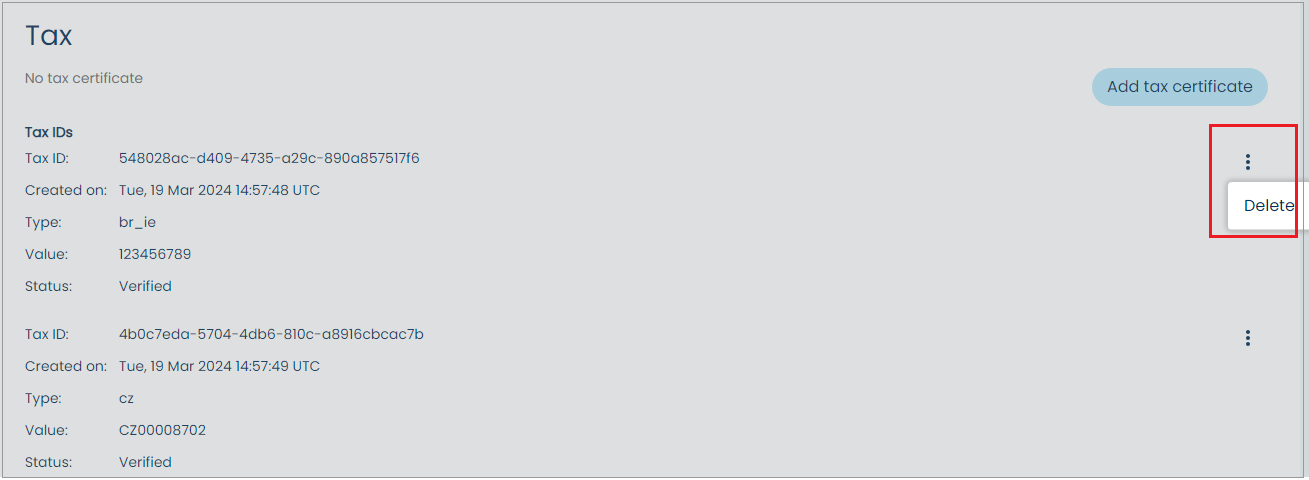 Tax
No tax certificate
Add tax certificate
Tax IDs
Tax ID: 548028ac-d409-4735-a29c-890a857517f6
Created on: Tue, 19 Mar 2024 14:57:48 UTC
Delete
Type: br_ie
Value: 123456789
Status: Verified
Tax ID: 4b0c7eda-5704-4db6-810c-a8916cbcac7b
Created on: Tue, 19 Mar 2024 14:57:49 UTC
Type: cz
Value: CZ00008702
Status: Verified